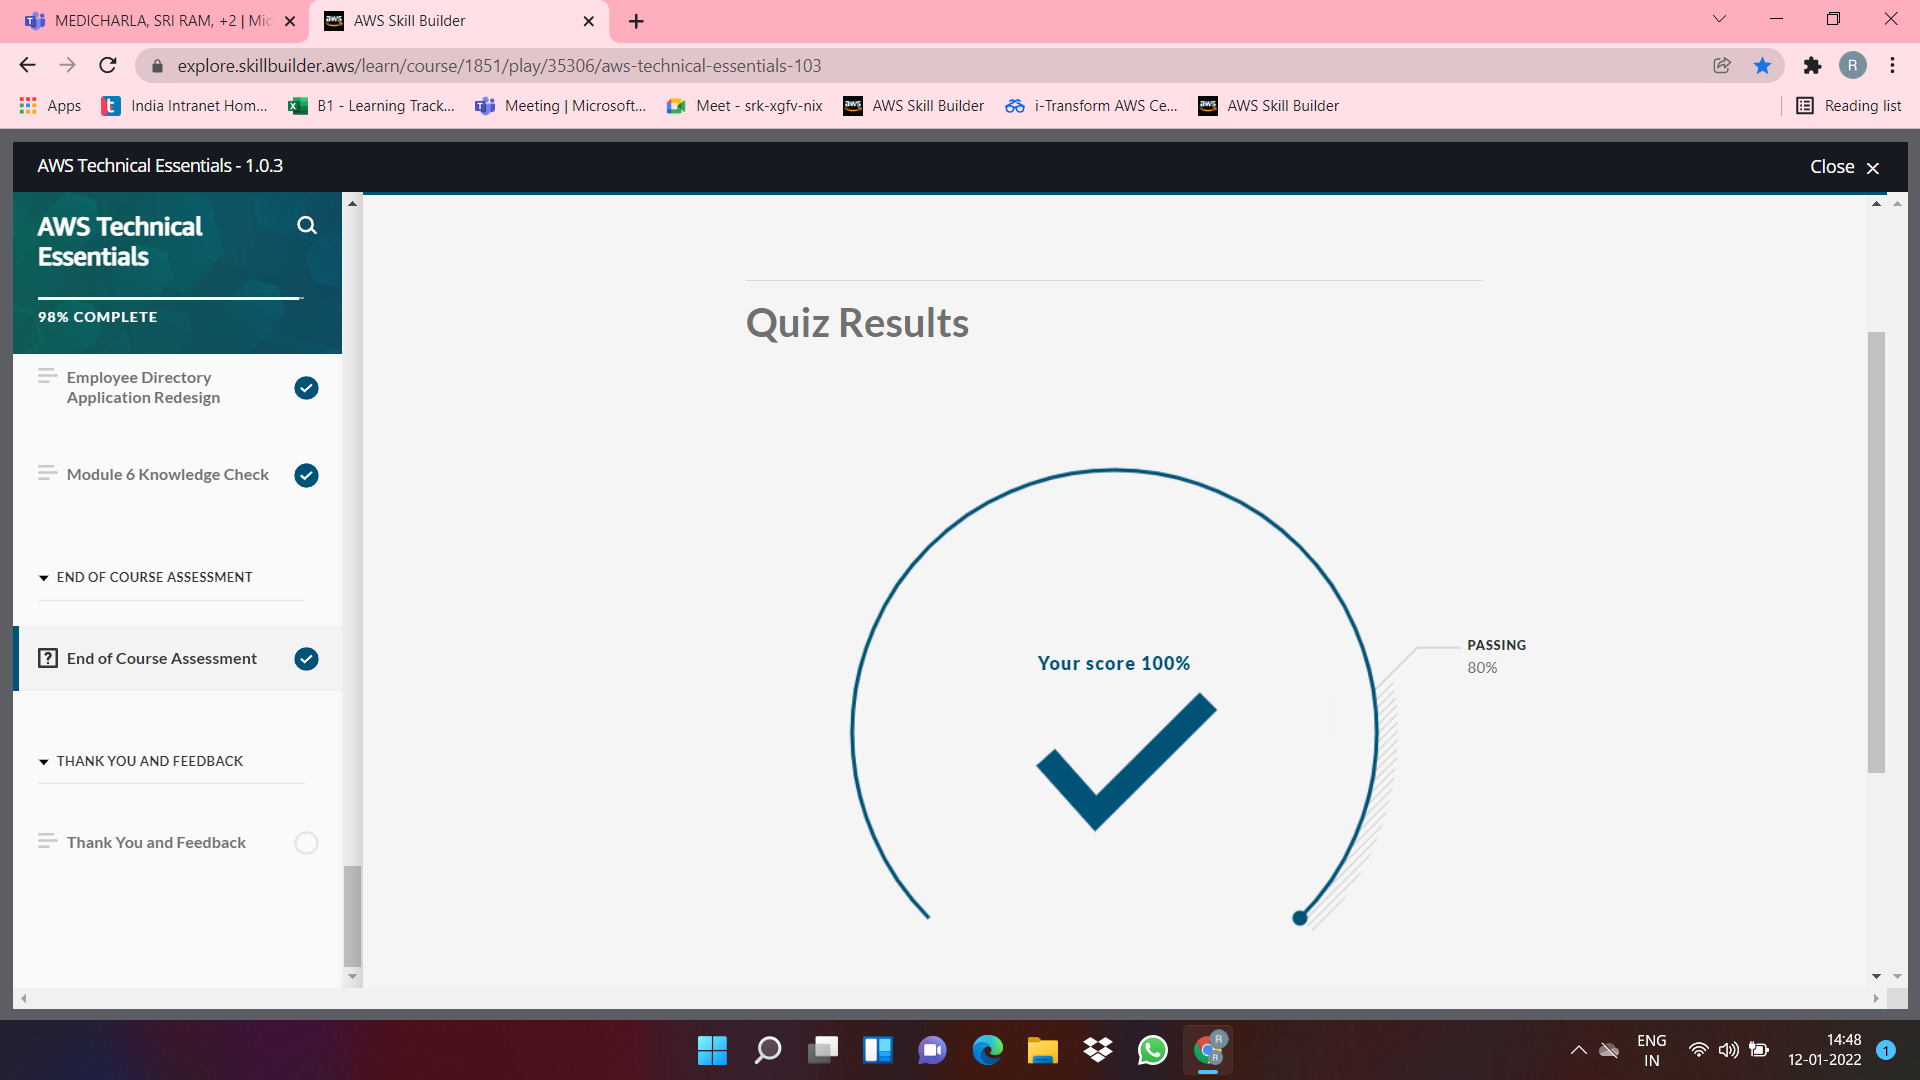 MEDICHARLA, SRI RAM, +2 | Mic
AWS Skill Builder
explore.skillbuilder.aws/learn/course/1851/play/35306/aws-technical-essentials-103
R
Apps
India Intranet Hom...
B1 - Learning Track...
Meeting | Microsoft...
Meet - srk-xgfv-nix
AWS Skill Builder
i-Transform AWS Ce...
AWS Skill Builder
Reading list
AWS Technical Essentials - 1.0.3
Close
AWS Technical
Essentials
98% COMPLETE
Employee Directory
Application Redesign
Module 6 Knowledge Check
END OF COURSE ASSESSMENT
End of Course Assessment
THANK YOU AND FEEDBACK
Thank You and Feedback
Quiz Results
Your score 100%
PASSING
80%
ENG
IN
14:48
12-01-2022
1